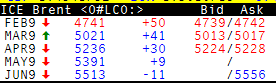 ICE Brent <0#LCO:> Bid Ask
FEB9 ↓ 4741 +50 4739/4742
MAR9 ↑ 5021 +41 5013/5017
APR9 ↓ 5236 +30 5224/5228
MAY9 ↓ 5391 +9 /
JUN9 ↓ 5513 -11 /5556